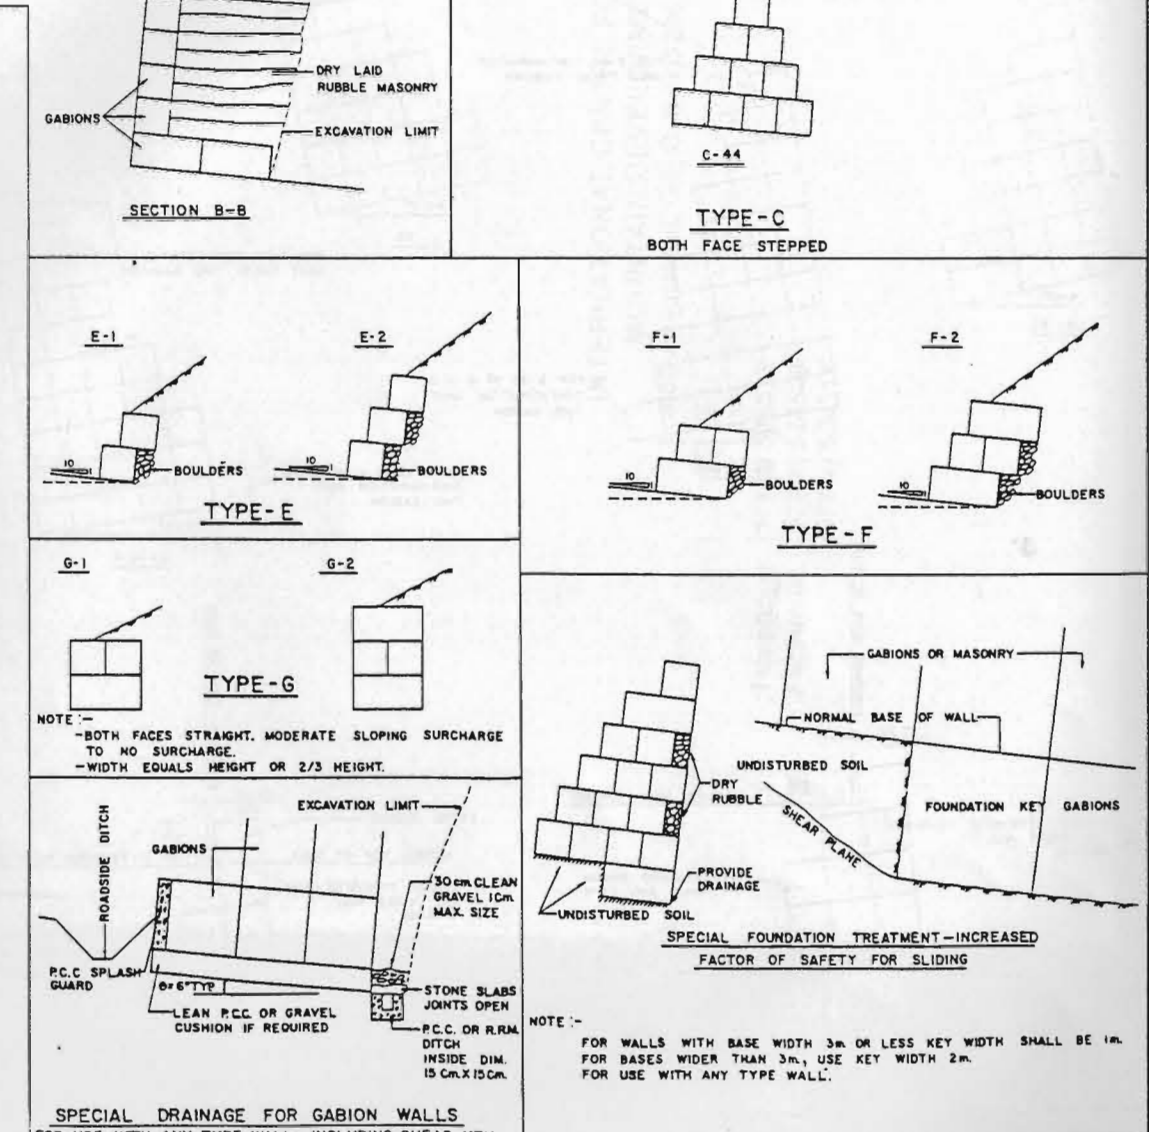 DRY LAID
RUBBLE MASONRY
GABIONS
EXCAVATION LIMIT
SECTION B-B
C-44
TYPE-C
BOTH FACE STEPPED
E-1
E-2
10
1
BOULDERS
10
1
BOULDERS
TYPE-E
F-1
F-2
10
1
BOULDERS
10
1
BOULDERS
TYPE-F
G-1
G-2
TYPE-G
NOTE :-
-BOTH FACES STRAIGHT. MODERATE SLOPING SURCHARGE
TO NO SURCHARGE.
-WIDTH EQUALS HEIGHT OR 2/3 HEIGHT.
EXCAVATION LIMIT
ROADSIDE DITCH
GABIONS
30 cm CLEAN
GRAVEL 1Cm
MAX. SIZE
P.C.C SPLASH
GUARD
θ=6°TYP
STONE SLABS
JOINTS OPEN
LEAN P.C.C. OR GRAVEL
CUSHION IF REQUIRED
P.C.C. OR R.R.M.
DITCH
INSIDE DIM.
15 Cm. X 15 Cm.
SPECIAL DRAINAGE FOR GABION WALLS
GABIONS OR MASONRY
NORMAL BASE OF WALL
UNDISTURBED SOIL
DRY
RUBBLE
FOUNDATION KEY GABIONS
SHEAR PLANE
PROVIDE
DRAINAGE
UNDISTURBED SOIL
SPECIAL FOUNDATION TREATMENT-INCREASED
FACTOR OF SAFETY FOR SLIDING
NOTE :-
FOR WALLS WITH BASE WIDTH 3m OR LESS KEY WIDTH SHALL BE 1m.
FOR BASES WIDER THAN 3m, USE KEY WIDTH 2m.
FOR USE WITH ANY TYPE WALL.